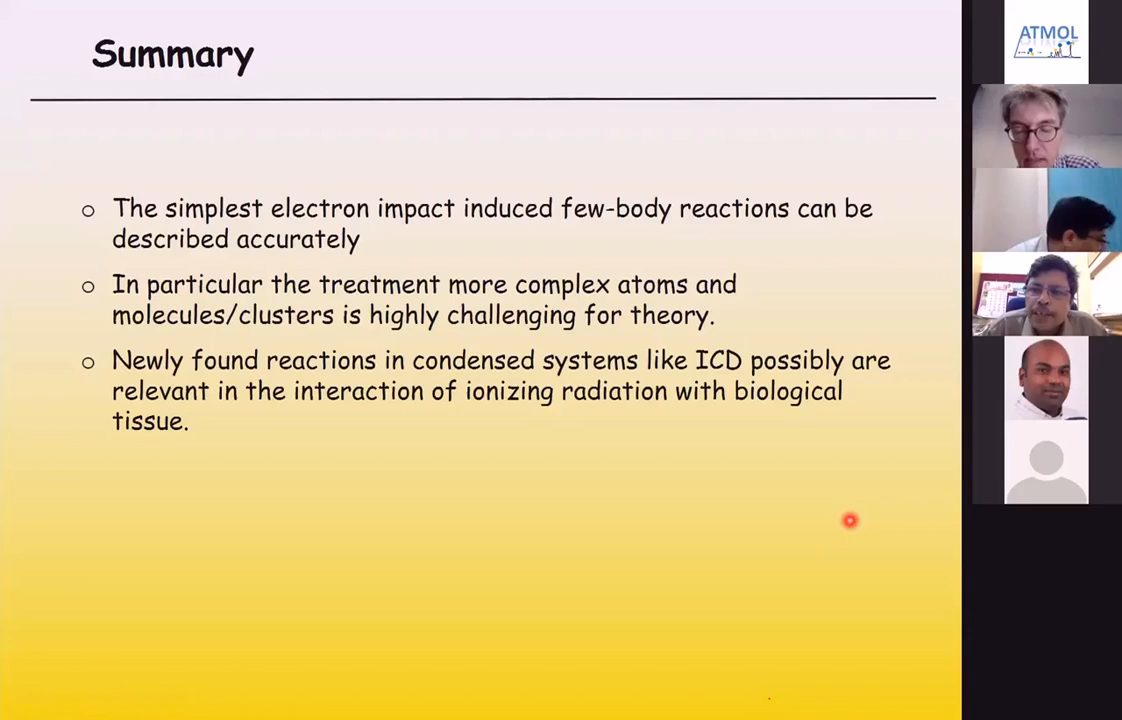 Summary
The simplest electron impact induced few-body reactions can be
described accurately
In particular the treatment more complex atoms and
molecules/clusters is highly challenging for theory.
Newly found reactions in condensed systems like ICD possibly are
relevant in the interaction of ionizing radiation with biological
tissue.
ATMOL